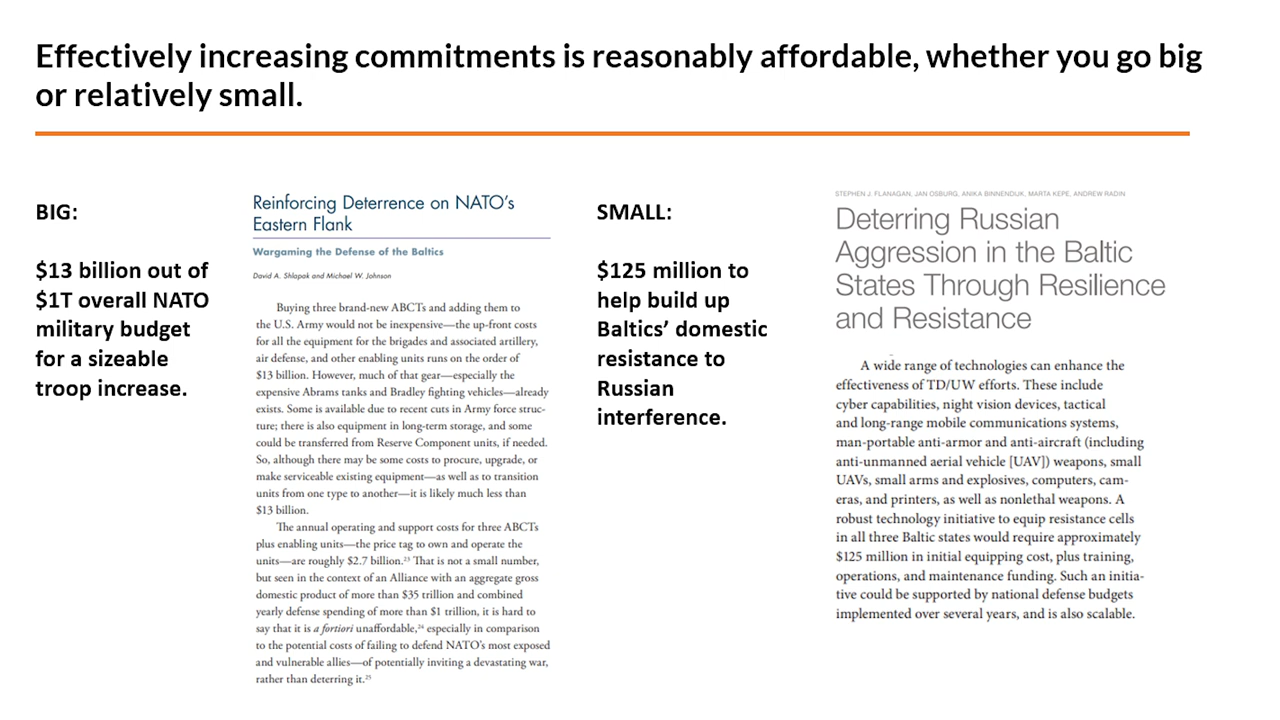 Effectively increasing commitments is reasonably affordable, whether you go big
or relatively small.
BIG:
$13 billion out of
$1T overall NATO
military budget
for a sizeable
troop increase.
Reinforcing Deterrence on NATO’s
Eastern Flank
Wargaming the Defense of the Baltics
David A. Shlapak and Michael W. Johnson
Buying three brand-new ABCTs and adding them to
the U.S. Army would not be inexpensive—the up-front costs
for all the equipment for the brigades and associated artillery,
air defense, and other enabling units runs on the order of
$13 billion. However, much of that gear—especially the
expensive Abrams tanks and Bradley fighting vehicles—already
exists. Some is available due to recent cuts in Army force struc-
ture; there is also equipment in long-term storage, and some
could be transferred from Reserve Component units, if needed.
So, although there may be some costs to procure, upgrade, or
make serviceable existing equipment—as well as to transition
units from one type to another—it is likely much less than
$13 billion.
The annual operating and support costs for three ABCTs
plus enabling units—the price tag to own and operate the
units—are roughly $2.7 billion.²³ That is not a small number,
but seen in the context of an Alliance with an aggregate gross
domestic product of more than $35 trillion and combined
yearly defense spending of more than $1 trillion, it is hard to
say that it is a fortiori unaffordable,²⁴ especially in comparison
to the potential costs of failing to defend NATO’s most exposed
and vulnerable allies—of potentially inviting a devastating war,
rather than deterring it.²⁵
SMALL:
$125 million to
help build up
Baltics’ domestic
resistance to
Russian
interference.
STEPHEN J. FLANAGAN, JAN OSBURG, ANIKA BINNENDIJK, MARTA KEPE, ANDREW RADIN
Deterring Russian
Aggression in the Baltic
States Through Resilience
and Resistance
A wide range of technologies can enhance the
effectiveness of TD/UW efforts. These include
cyber capabilities, night vision devices, tactical
and long-range mobile communications systems,
man-portable anti-armor and anti-aircraft (including
anti-unmanned aerial vehicle [UAV]) weapons, small
UAVs, small arms and explosives, computers, cam-
eras, and printers, as well as nonlethal weapons. A
robust technology initiative to equip resistance cells
in all three Baltic states would require approximately
$125 million in initial equipping cost, plus training,
operations, and maintenance funding. Such an initia-
tive could be supported by national defense budgets
implemented over several years, and is also scalable.